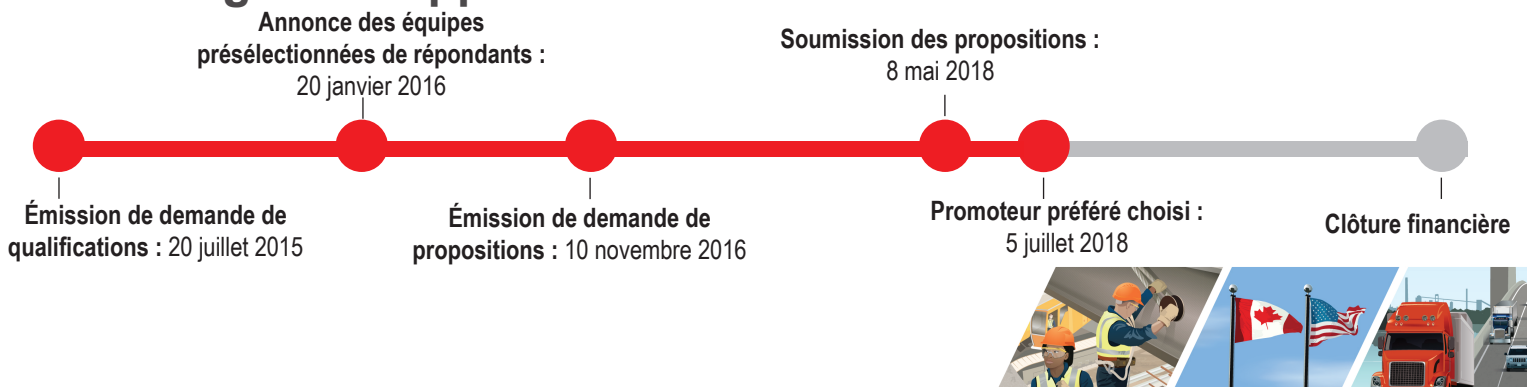 Annonce des équipes
présélectionnées de répondants :
20 janvier 2016
Soumission des propositions :
8 mai 2018
Émission de demande de
qualifications : 20 juillet 2015
Émission de demande de
propositions : 10 novembre 2016
Promoteur préféré choisi :
5 juillet 2018
Clôture financière